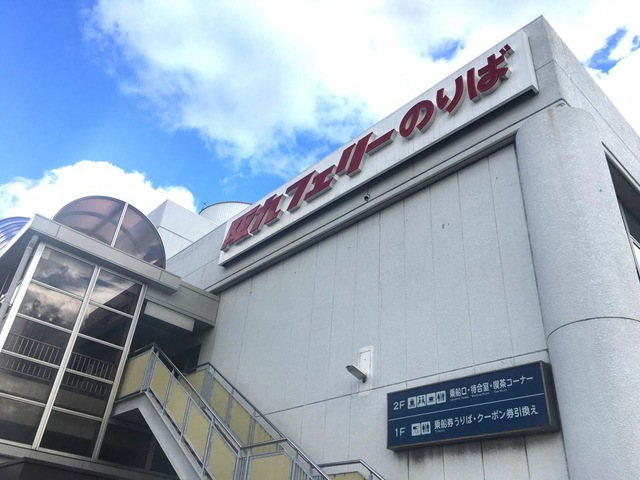 阪九フェリーのりば
2F 乗船口・待合室・喫茶コーナー
1F 乗船券うりば・クーポン券引換え